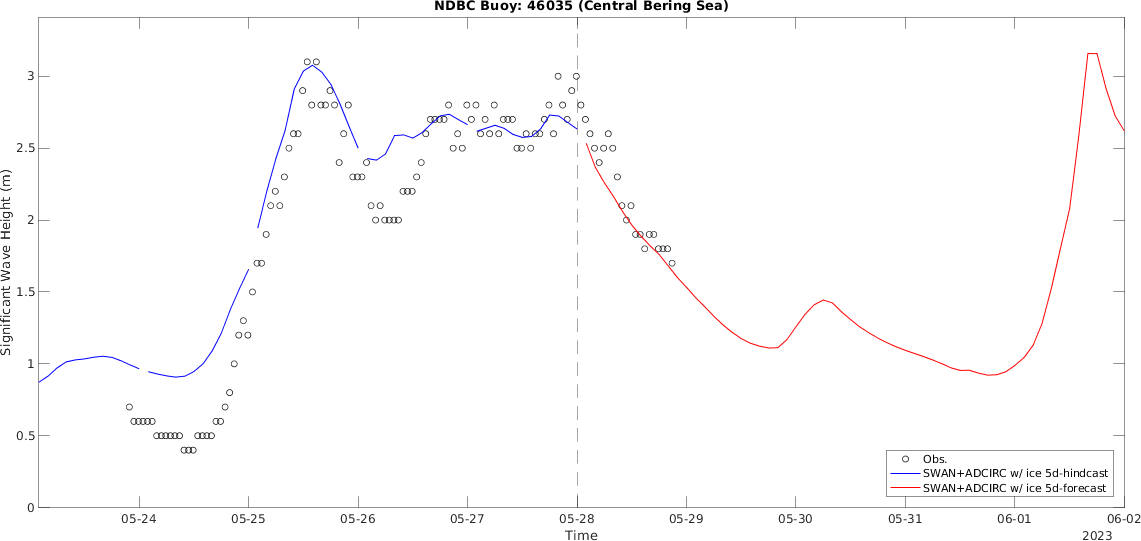 NDBC Buoy: 46035 (Central Bering Sea)
Significant Wave Height (m)
3
2.5
2
1.5
1
0.5
0
Obs.
SWAN+ADCIRC w/ ice 5d-hindcast
SWAN+ADCIRC w/ ice 5d-forecast
05-24 05-25 05-26 05-27 05-28 05-29 05-30 05-31 06-01 06-02
Time
2023